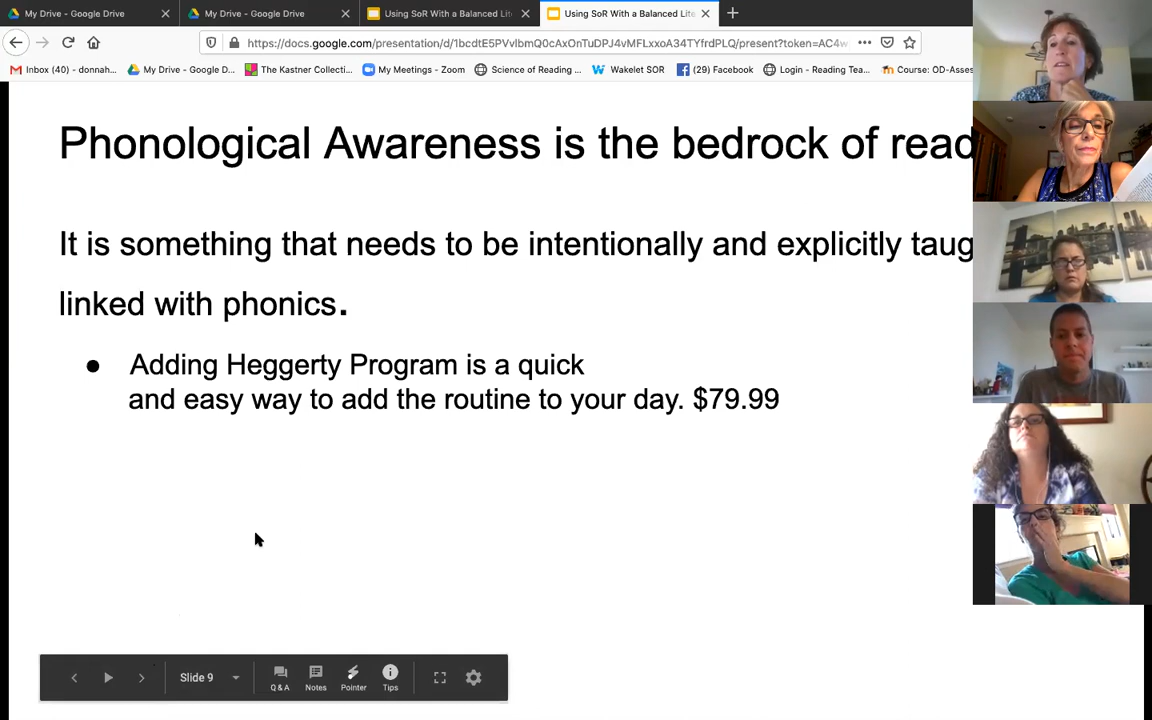 My Drive - Google Drive
My Drive - Google Drive
Using SoR With a Balanced Lite
Using SoR With a Balanced Lite
https://docs.google.com/presentation/d/1bcdtE5PVvlbmQ0cAxOnTuDPJ4vMFLxxoA34TYfrdPLQ/present?token=AC4w
Inbox (40) - donnah... My Drive - Google D... The Kastner Collecti... My Meetings - Zoom Science of Reading ... Wakelet SOR (29) Facebook Login - Reading Tea... Course: OD-Asses
Phonological Awareness is the bedrock of read
It is something that needs to be intentionally and explicitly taug
linked with phonics.
● Adding Heggerty Program is a quick
and easy way to add the routine to your day. $79.99
Slide 9
Q & A Notes Pointer Tips